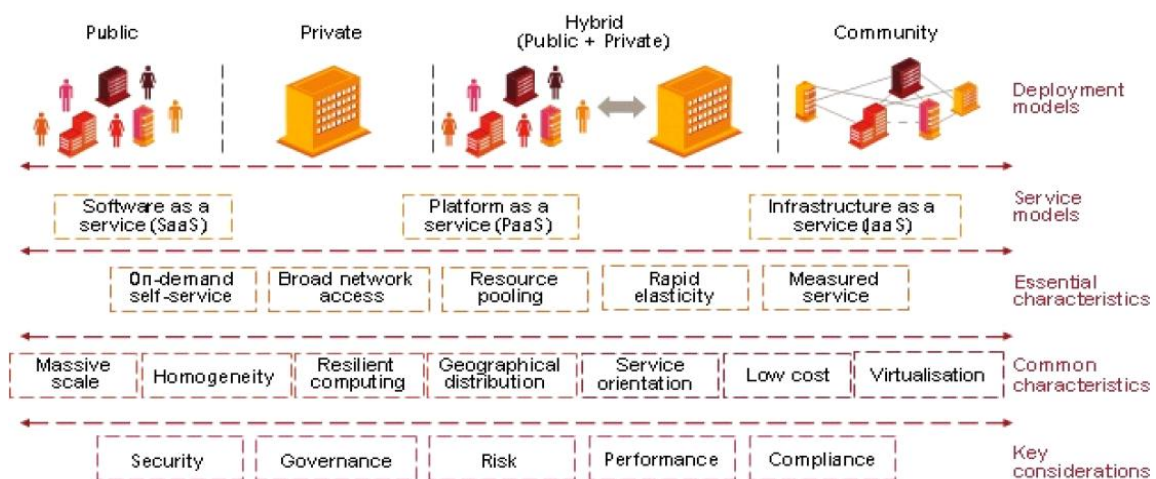 Public
Private
Hybrid
(Public + Private)
Community
Deployment
models
Software as a
service (SaaS)
Platform as a
service (PaaS)
Infrastructure as a
service (IaaS)
Service
models
On-demand
self-service
Broad network
access
Resource
pooling
Rapid
elasticity
Measured
service
Essential
characteristics
Massive
scale
Homogeneity
Resilient
computing
Geographical
distribution
Service
orientation
Low cost
Virtualisation
Common
characteristics
Security
Governance
Risk
Performance
Compliance
Key
considerations